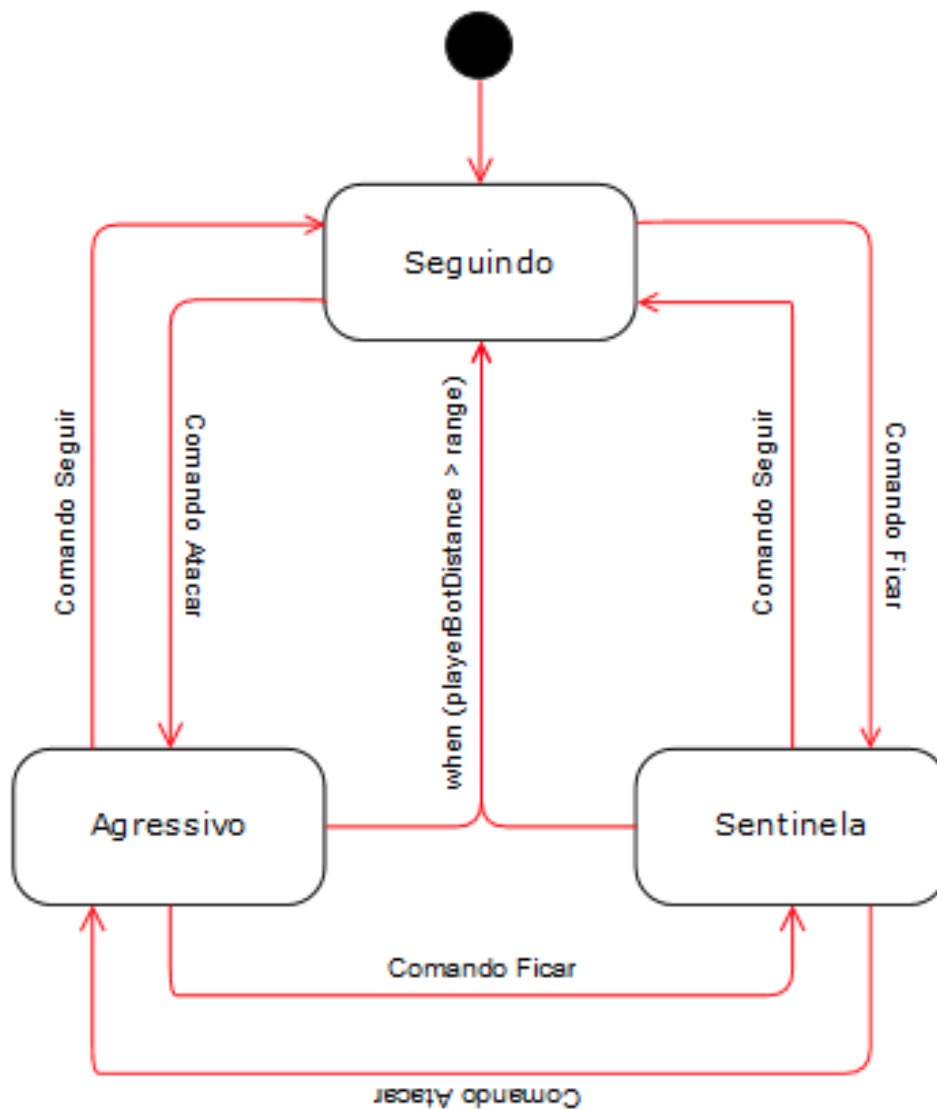 Seguindo
Comando Seguir
Comando Atacar
when (playerBotDistance > range)
Comando Seguir
Comando Ficar
Agressivo
Sentinela
Comando Ficar
Comando Atacar